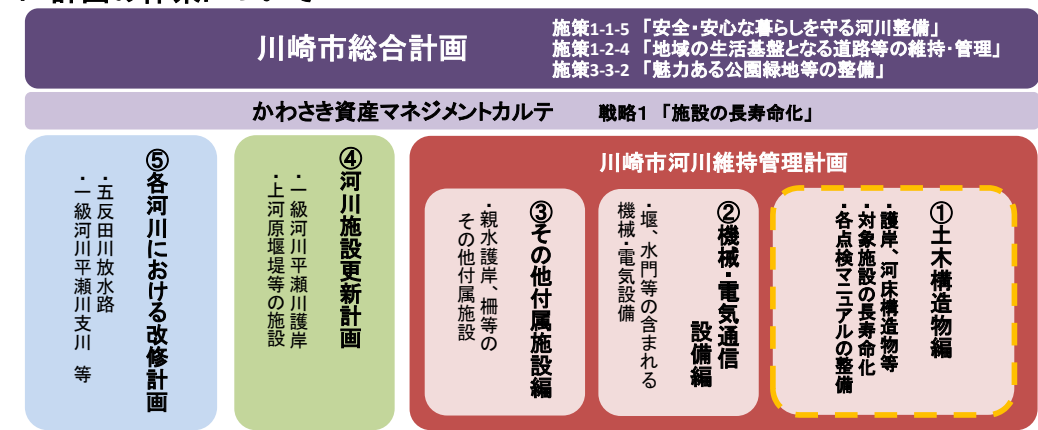 川崎市総合計画
施策1-1-5 「安全・安心な暮らしを守る河川整備」
施策1-2-4 「地域の生活基盤となる道路等の維持・管理」
施策3-3-2 「魅力ある公園緑地等の整備」
かわさき資産マネジメントカルテ 戦略1 「施設の長寿命化」
川崎市河川維持管理計画
①土木構造物編
・護岸、河床構造物等
・対象施設の長寿命化
・各点検マニュアルの整備
②機械・電気通信
設備編
・堰、水門等の含まれる
機械・電気設備
③その他付属施設編
・親水護岸、柵等の
その他付属施設
④河川施設更新計画
・一級河川平瀬川護岸
・上河原堰堤等の施設
⑤各河川における改修計画
・五反田川放水路
・一級河川平瀬川支川 等